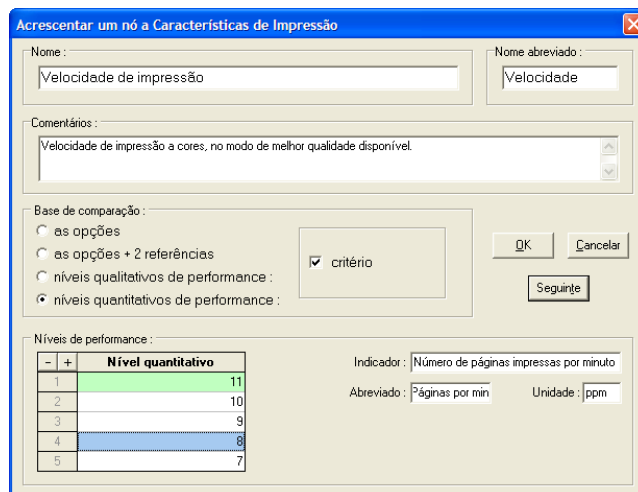 Acrescentar um nó a Características de Impressão
Nome :
Velocidade de impressão
Nome abreviado :
Velocidade
Comentários :
Velocidade de impressão a cores, no modo de melhor qualidade disponível.
Base de comparação :
as opções
as opções + 2 referências
níveis qualitativos de performance :
níveis quantitativos de performance :
critério
OK
Cancelar
Seguinte
Níveis de performance :
- + Nível quantitativo
1 11
2 10
3 9
4 8
5 7
Indicador : Número de páginas impressas por minuto
Abreviado : Páginas por min
Unidade : ppm